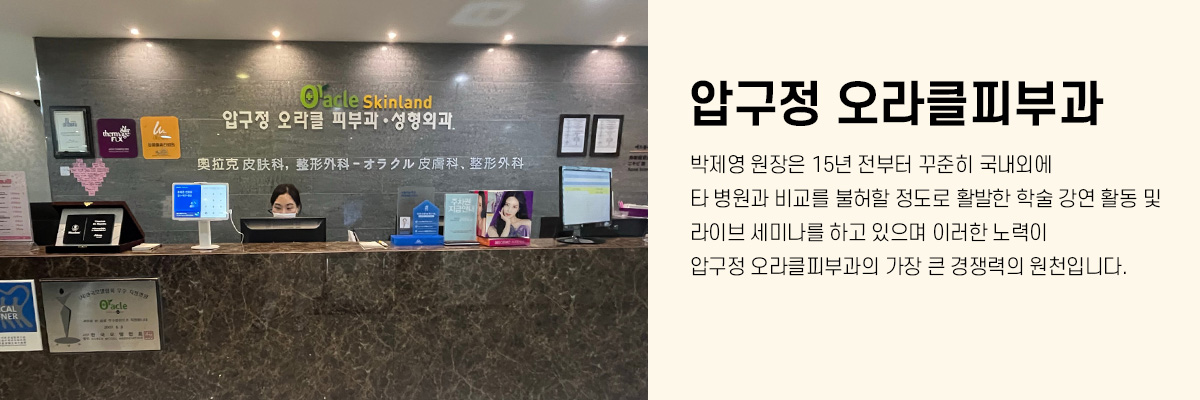 Oracle Skinland
압구정 오라클 피부과·성형외과
奧拉克 皮肤科, 整形外科-オラクル 皮膚科、整形外科
thermage
Oracle
압구정 오라클피부과
박제영 원장은 15년 전부터 꾸준히 국내외에
타 병원과 비교를 불허할 정도로 활발한 학술 강연 활동 및
라이브 세미나를 하고 있으며 이러한 노력이
압구정 오라클피부과의 가장 큰 경쟁력의 원천입니다.